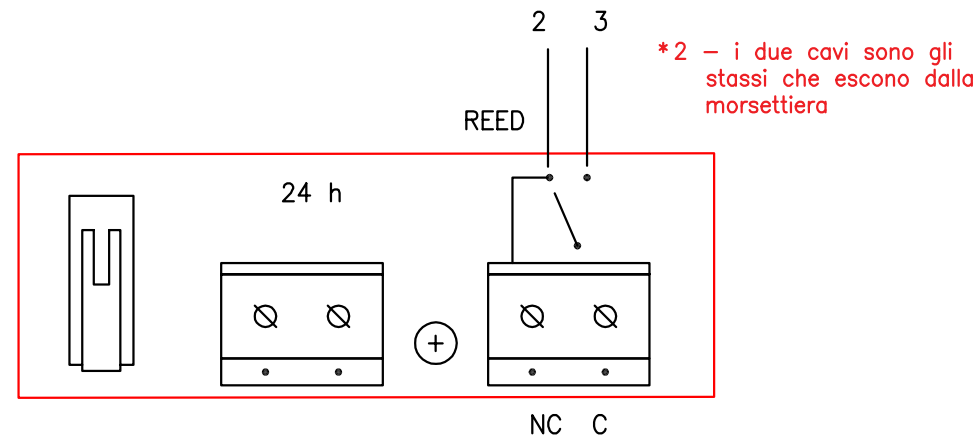 2 3
*2 – i due cavi sono gli
stassi che escono dalla
morsettiera
REED
24 h
NC C